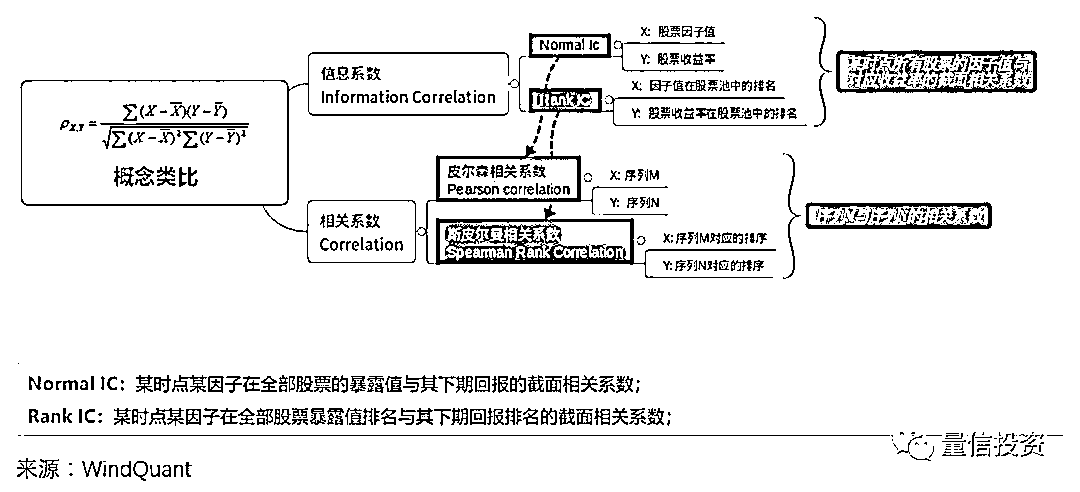 ρX,Y = ∑(X−X̄)(Y−Ȳ) / √∑(X−X̄)²∑(Y−Ȳ)²
概念类比
信息系数
Information Correlation
Normal Ic
X: 股票因子值
Y: 股票收益率
Rank IC
X: 因子值在股票池中的排名
Y: 股票收益率在股票池中的排名
某时点所有股票的因子值与
对应收益率的截面相关系数
相关系数
Correlation
皮尔森相关系数
Pearson correlation
X: 序列M
Y: 序列N
斯皮尔曼相关系数
Spearman Rank Correlation
X: 序列M对应的排序
Y: 序列N对应的排序
序列M与序列N的相关系数
Normal IC: 某时点某因子在全部股票的暴露值与其下期回报的截面相关系数;
Rank IC: 某时点某因子在全部股票暴露值排名与其下期回报排名的截面相关系数;
量信投资
来源:WindQuant